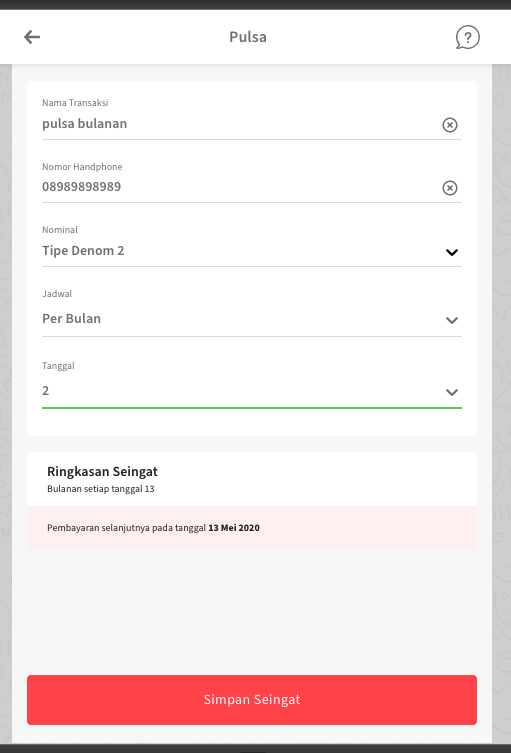 Pulsa
Nama Transaksi
pulsa bulanan
Nomor Handphone
08989898989
Nominal
Tipe Denom 2
Jadwal
Per Bulan
Tanggal
2
Ringkasan Seingat
Bulanan setiap tanggal 13
Pembayaran selanjutnya pada tanggal 13 Mei 2020
Simpan Seingat